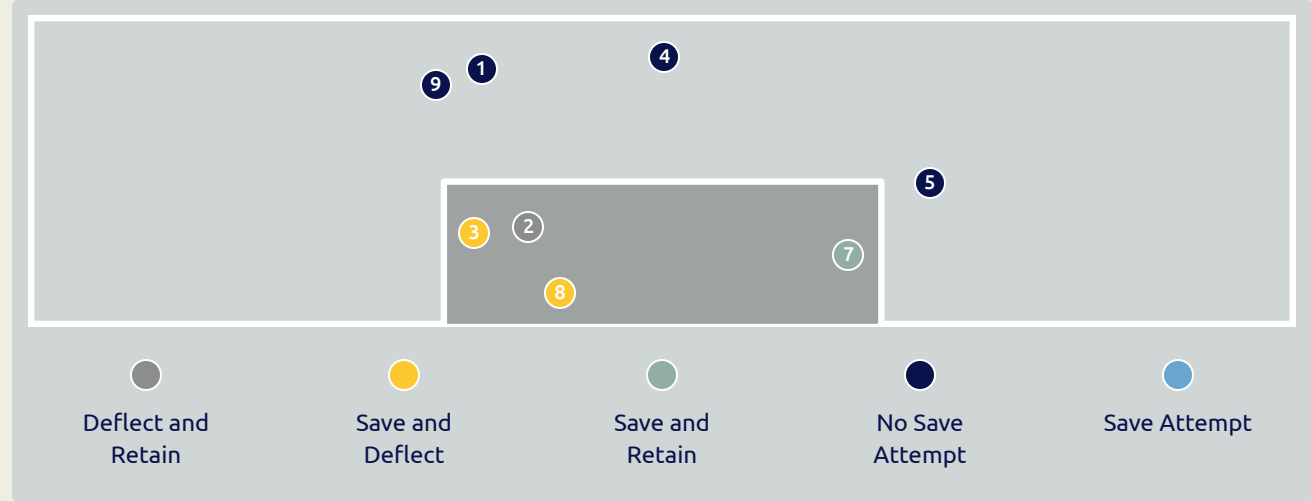 4
1
9
5
2
3
7
8
Deflect and
Retain
Save and
Deflect
Save and
Retain
No Save
Attempt
Save Attempt